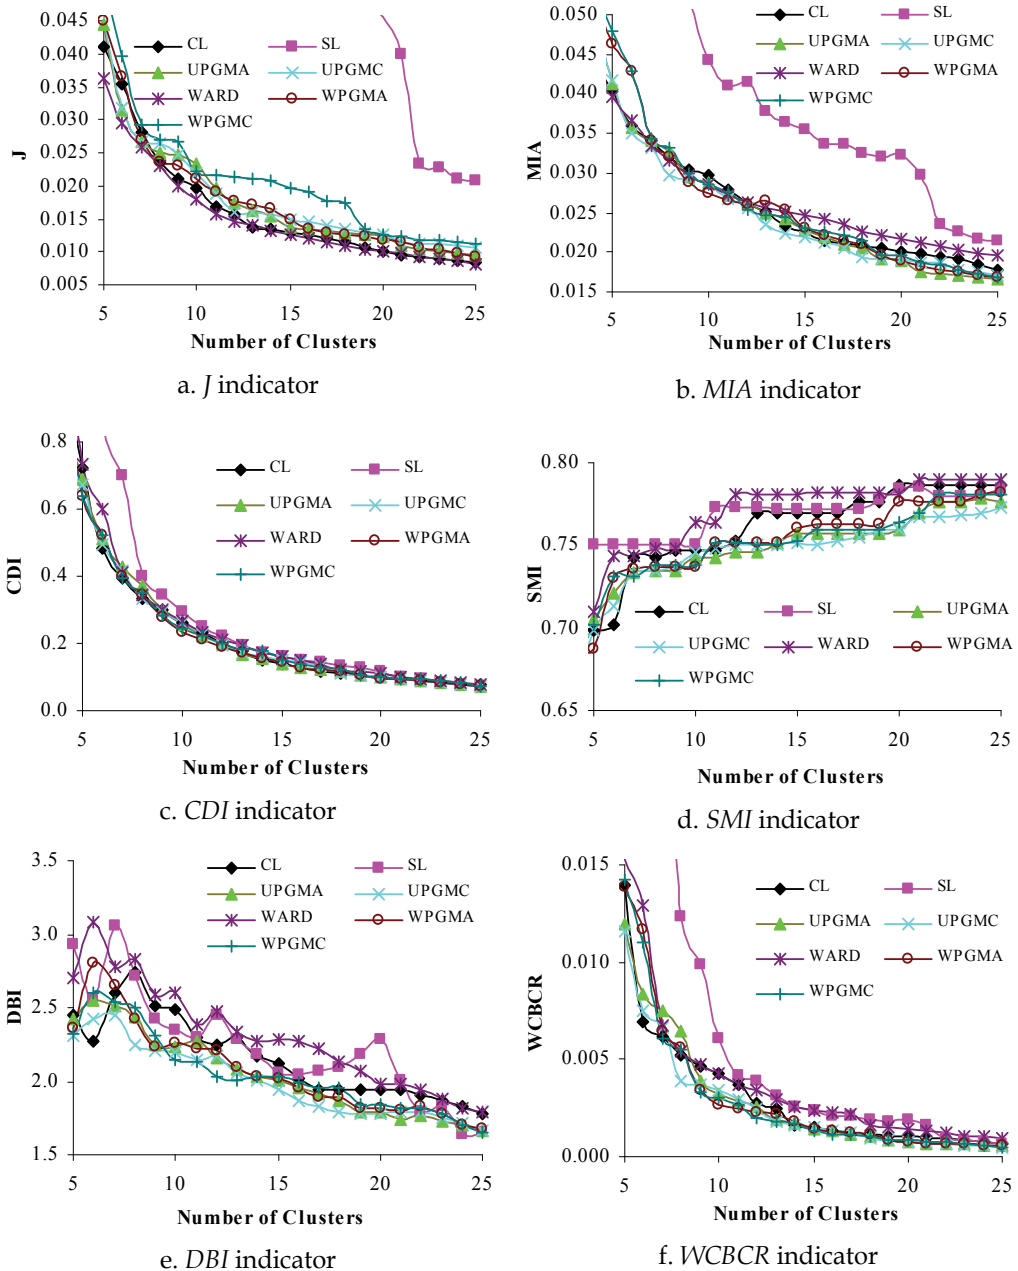 0.045
0.040
0.035
0.030
0.025
0.020
0.015
0.010
0.005
J
CL
SL
UPGMA
UPGMC
WARD
WPGMA
WPGMC
5
10
15
20
25
Number of Clusters
a. J indicator
0.050
0.045
0.040
0.035
0.030
0.025
0.020
0.015
MIA
CL
SL
UPGMA
UPGMC
WARD
WPGMA
WPGMC
5
10
15
20
25
Number of Clusters
b. MIA indicator
0.8
0.6
0.4
0.2
0.0
CDI
CL
SL
UPGMA
UPGMC
WARD
WPGMA
WPGMC
5
10
15
20
25
Number of Clusters
c. CDI indicator
0.80
0.75
0.70
0.65
SMI
CL
SL
UPGMA
UPGMC
WARD
WPGMA
WPGMC
5
10
15
20
25
Number of Clusters
d. SMI indicator
3.5
3.0
2.5
2.0
1.5
DBI
CL
SL
UPGMA
UPGMC
WARD
WPGMA
WPGMC
5
10
15
20
25
Number of Clusters
e. DBI indicator
0.015
0.010
0.005
0.000
WCBCR
CL
SL
UPGMA
UPGMC
WARD
WPGMA
WPGMC
5
10
15
20
25
Number of Clusters
f. WCBCR indicator